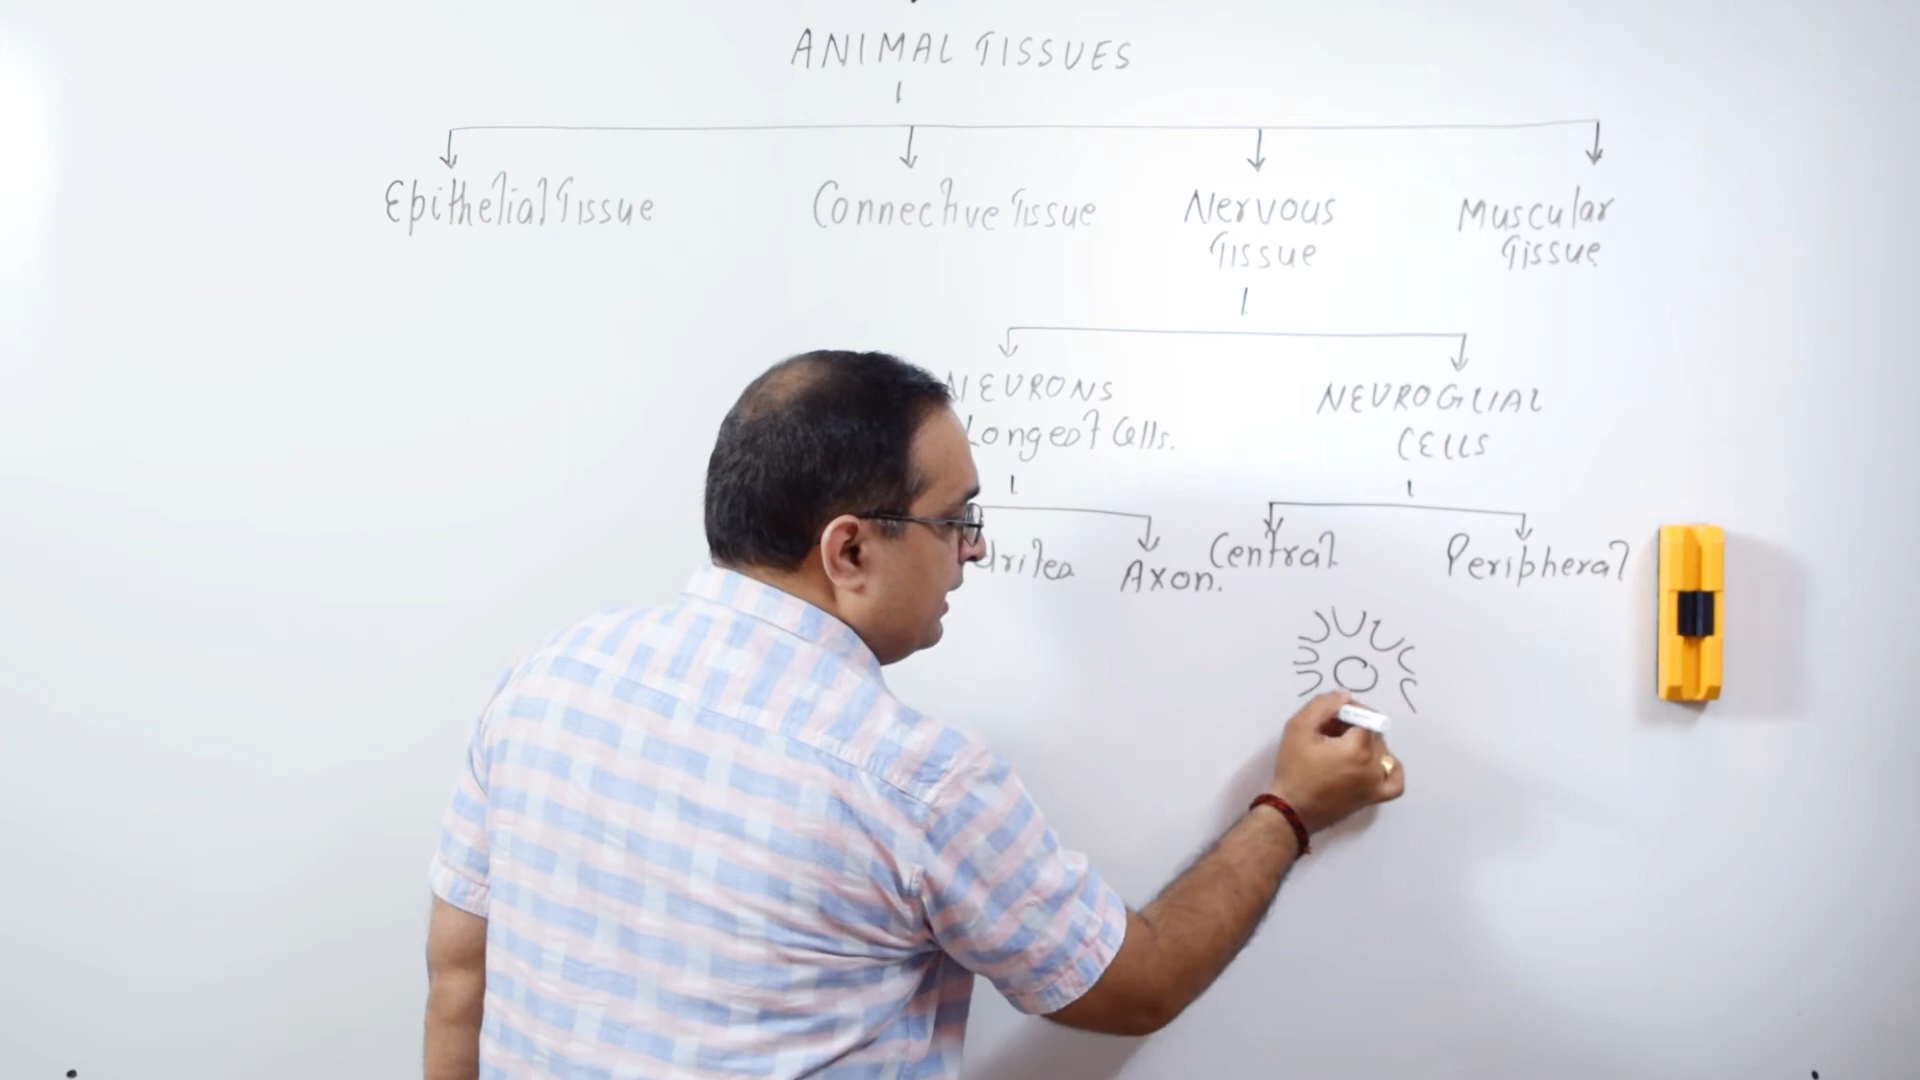 ANIMAL TISSUES
Epithelial Tissue
Connective Tissue
Nervous
Tissue
Muscular
Tissue
NEURONS
Longest Cells.
NEUROGLIAL
CELLS
drites
Axon.
Central
Peripheral